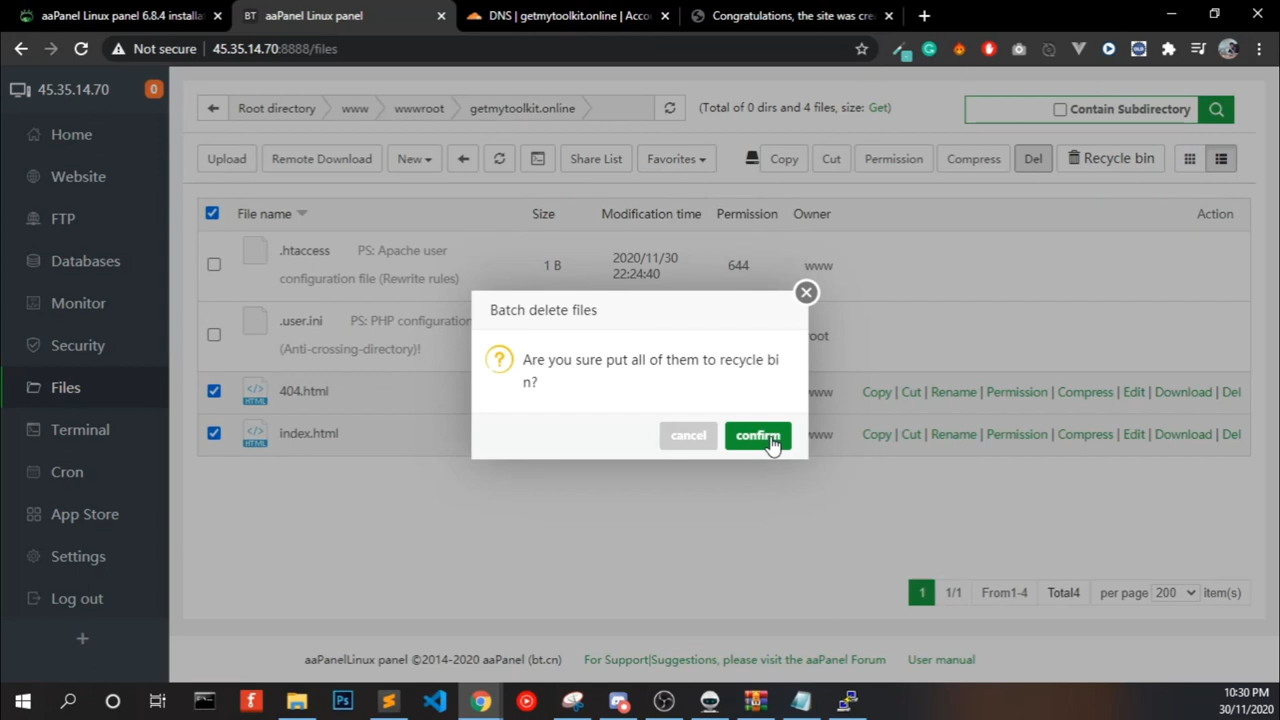 aaPanel Linux panel 6.8.4 installa
aaPanel Linux panel
DNS | getmytoolkit.online | Acco
Congratulations, the site was cre
Not secure
45.35.14.70:8888/files
45.35.14.70
0
Home
Website
FTP
Databases
Monitor
Security
Files
Terminal
Cron
App Store
Settings
Log out
Root directory
www
wwwroot
getmytoolkit.online
(Total of 0 dirs and 4 files, size: Get)
Contain Subdirectory
Upload
Remote Download
New
Share List
Favorites
Copy
Cut
Permission
Compress
Del
Recycle bin
File name
Size
Modification time
Permission
Owner
Action
.htaccess PS: Apache user
configuration file (Rewrite rules)
1 B
2020/11/30
22:24:40
644
www
.user.ini PS: PHP configuration
(Anti-crossing-directory)!
oot
404.html
www
Copy | Cut | Rename | Permission | Compress | Edit | Download | Del
index.html
www
Copy | Cut | Rename | Permission | Compress | Edit | Download | Del
Batch delete files
Are you sure put all of them to recycle bi
n?
cancel
confirm
1
1/1
From1-4
Total4
per page 200 item(s)
aaPanelLinux panel ©2014-2020 aaPanel (bt.cn)
For Support|Suggestions, please visit the aaPanel Forum
User manual
10:30 PM
30/11/2020